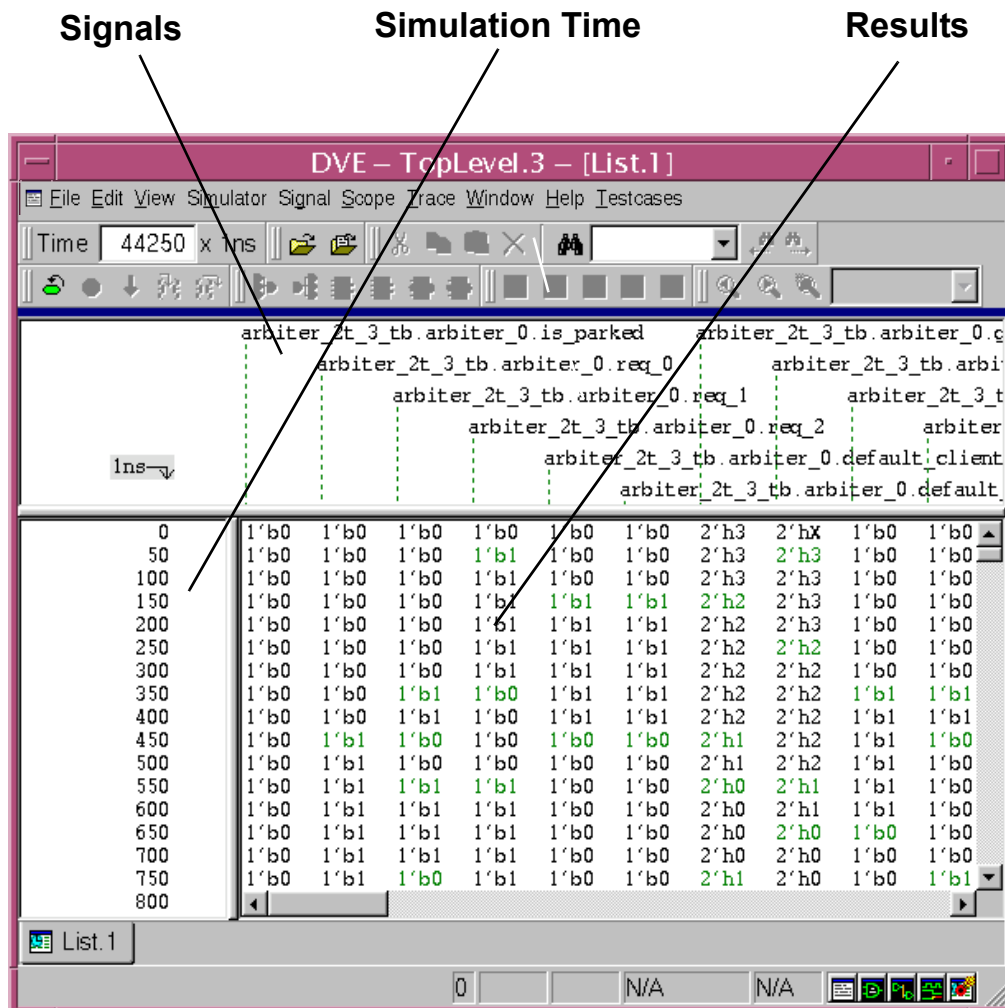 Signals Simulation Time Results
DVE – TopLevel.3 – [List.1]
File Edit View Simulator Signal Scope Trace Window Help Testcases
Time 44250 x 1ns
arbiter_2t_3_tb.arbiter_0.is_parked arbiter_2t_3_tb.arbiter_0.g
arbiter_2t_3_tb.arbiter_0.req_0 arbiter_2t_3_tb.arbi
arbiter_2t_3_tb.arbiter_0.req_1 arbiter_2t_3_t
arbiter_2t_3_tb.arbiter_0.req_2 arbiter
1ns arbiter_2t_3_tb.arbiter_0.default_client
arbiter_2t_3_tb.arbiter_0.default_
0 1'b0 1'b0 1'b0 1'b0 1'b0 1'b0 2'h3 2'hX 1'b0 1'b0
50 1'b0 1'b0 1'b0 1'b1 1'b0 1'b0 2'h3 2'h3 1'b0 1'b0
100 1'b0 1'b0 1'b0 1'b1 1'b0 1'b0 2'h3 2'h3 1'b0 1'b0
150 1'b0 1'b0 1'b0 1'b1 1'b1 1'b1 2'h2 2'h3 1'b0 1'b0
200 1'b0 1'b0 1'b0 1'b1 1'b1 1'b1 2'h2 2'h3 1'b0 1'b0
250 1'b0 1'b0 1'b0 1'b1 1'b1 1'b1 2'h2 2'h2 1'b0 1'b0
300 1'b0 1'b0 1'b0 1'b1 1'b1 1'b1 2'h2 2'h2 1'b0 1'b0
350 1'b0 1'b0 1'b1 1'b0 1'b1 1'b1 2'h2 2'h2 1'b1 1'b1
400 1'b0 1'b0 1'b1 1'b0 1'b1 1'b1 2'h2 2'h2 1'b1 1'b1
450 1'b0 1'b1 1'b0 1'b0 1'b0 1'b0 2'h1 2'h2 1'b1 1'b0
500 1'b0 1'b1 1'b0 1'b0 1'b0 1'b0 2'h1 2'h2 1'b1 1'b0
550 1'b0 1'b1 1'b1 1'b1 1'b0 1'b0 2'h0 2'h1 1'b1 1'b0
600 1'b0 1'b1 1'b1 1'b1 1'b0 1'b0 2'h0 2'h1 1'b1 1'b0
650 1'b0 1'b1 1'b1 1'b1 1'b0 1'b0 2'h0 2'h0 1'b0 1'b0
700 1'b0 1'b1 1'b1 1'b1 1'b0 1'b0 2'h0 2'h0 1'b0 1'b0
750 1'b0 1'b1 1'b0 1'b1 1'b0 1'b0 2'h1 2'h0 1'b0 1'b1
800
List.1
0 N/A N/A